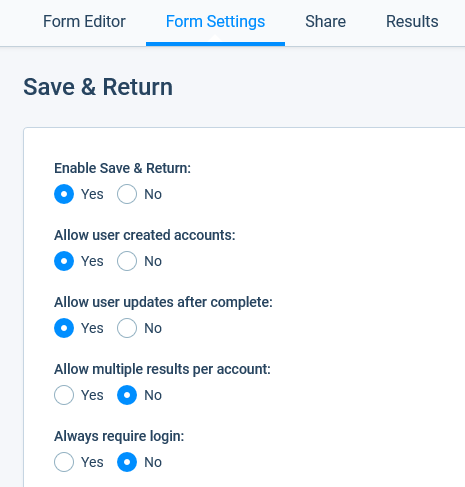 Form Editor Form Settings Share Results
Save & Return
Enable Save & Return:
Yes No
Allow user created accounts:
Yes No
Allow user updates after complete:
Yes No
Allow multiple results per account:
Yes No
Always require login:
Yes No